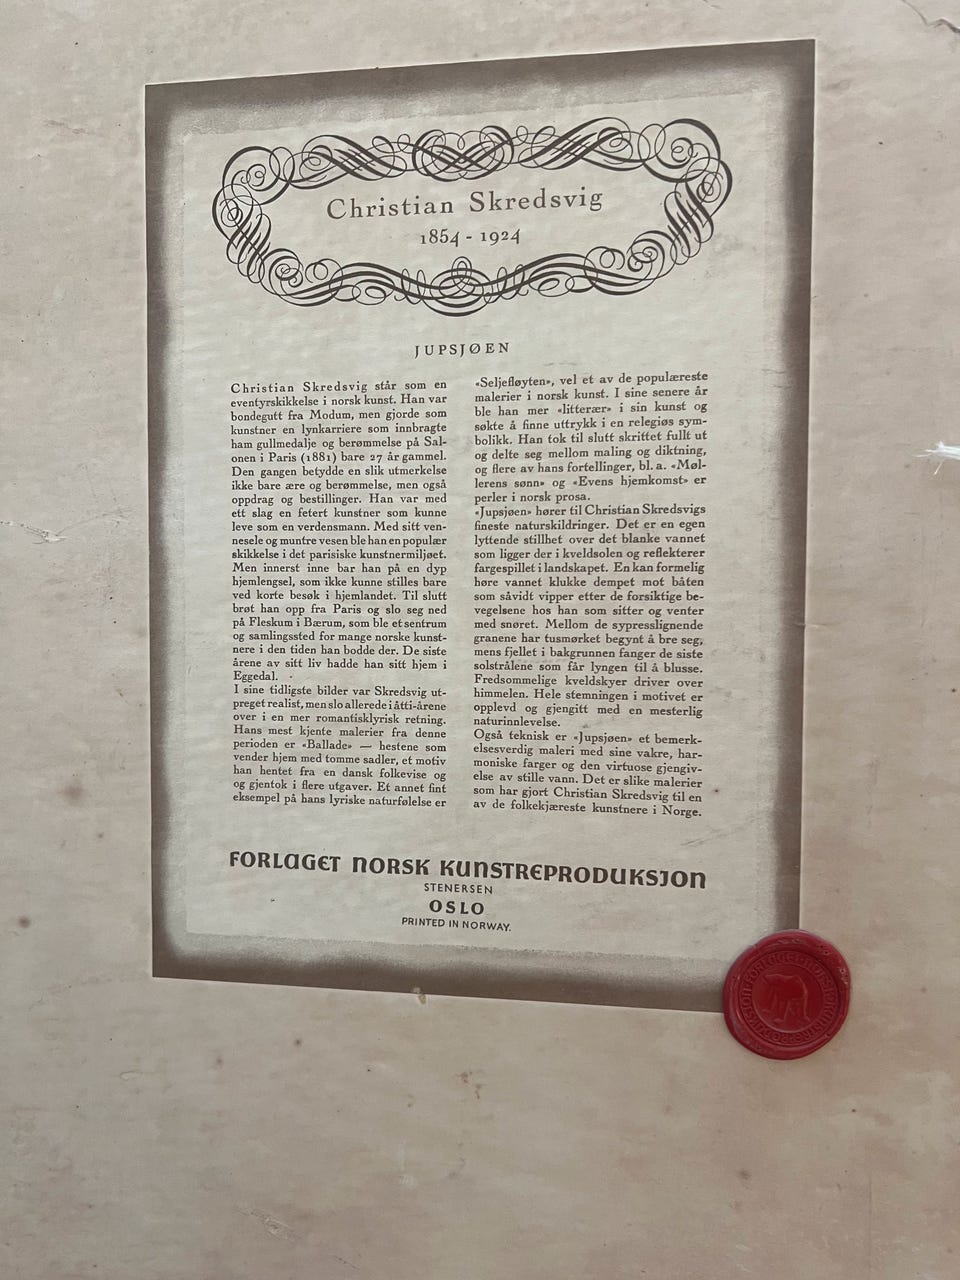 Christian Skredsvig
1854 - 1924
JUPSJØEN
Christian Skredsvig står som en
eventyrskikkelse i norsk kunst. Han var
bondegutt fra Modum, men gjorde som
kunstner en lynkarriere som innbragte
ham gullmedalje og berømmelse på Sal-
onen i Paris (1881) bare 27 år gammel.
Den gangen betydde en slik utmerkelse
ikke bare ære og berømmelse, men også
oppdrag og bestillinger. Han var med
ett slag en fetert kunstner som kunne
leve som en verdensmann. Med sitt ven-
nesele og muntre vesen ble han en populær
skikkelse i det parisiske kunstnermiljøet.
Men innerst inne bar han på en dyp
hjemlengsel, som ikke kunne stilles bare
ved korte besøk i hjemlandet. Til slutt
brøt han opp fra Paris og slo seg ned
på Fleskum i Bærum, som ble et sentrum
og samlingssted for mange norske kunst-
nere i den tiden han bodde der. De siste
årene av sitt liv hadde han sitt hjem i
Eggedal.
I sine tidligste bilder var Skredsvig ut-
preget realist, men slo allerede i åtti-årene
over i en mer romantisklyrisk retning.
Hans mest kjente malerier fra denne
perioden er «Ballade» — hestene som
vender hjem med tomme sadler, et motiv
han hentet fra en dansk folkevise og
og gjentok i flere utgaver. Et annet fint
eksempel på hans lyriske naturfølelse er
«Seljefløyten», vel et av de populæreste
malerier i norsk kunst. I sine senere år
ble han mer «litterær» i sin kunst og
søkte å finne uttrykk i en relegiøs sym-
bolikk. Han tok til slutt skrittet fullt ut
og delte seg mellom maling og diktning,
og flere av hans fortellinger, bl. a. «Møl-
lerens sønn» og «Evens hjemkomst» er
perler i norsk prosa.
«Jupsjøen» hører til Christian Skredsvigs
fineste naturskildringer. Det er en egen
lyttende stillhet over det blanke vannet
som ligger der i kveldsolen og reflekterer
fargespillet i landskapet. En kan formelig
høre vannet klukke dempet mot båten
som såvidt vipper etter de forsiktige be-
vegelsene hos han som sitter og venter
med snøret. Mellom de sypresslignende
granene har tusmørket begynt å bre seg,
mens fjellet i bakgrunnen fanger de siste
solstrålene som får lyngen til å blusse.
Fredsommelige kveldskyer driver over
himmelen. Hele stemningen i motivet er
opplevd og gjengitt med en mesterlig
naturinnlevelse.
Også teknisk er «Jupsjøen» et bemerk-
elsesverdig maleri med sine vakre, har-
moniske farger og den virtuose gjengiv-
else av stille vann. Det er slike malerier
som har gjort Christian Skredsvig til en
av de folkekjæreste kunstnere i Norge.
FORLAGET NORSK KUNSTREPRODUKSJON
STENERSEN
OSLO
PRINTED IN NORWAY.
FORLAGET NORSK KUNSTREPRODUKSJON